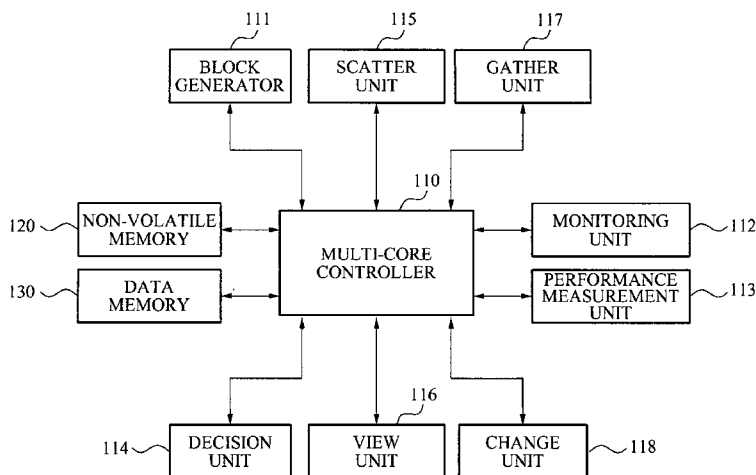 111
115
117
BLOCK
GENERATOR
SCATTER
UNIT
GATHER
UNIT
110
120
NON-VOLATILE
MEMORY
MULTI-CORE
CONTROLLER
MONITORING
UNIT
112
130
DATA
MEMORY
PERFORMANCE
MEASUREMENT
UNIT
113
116
114
DECISION
UNIT
VIEW
UNIT
CHANGE
UNIT
118